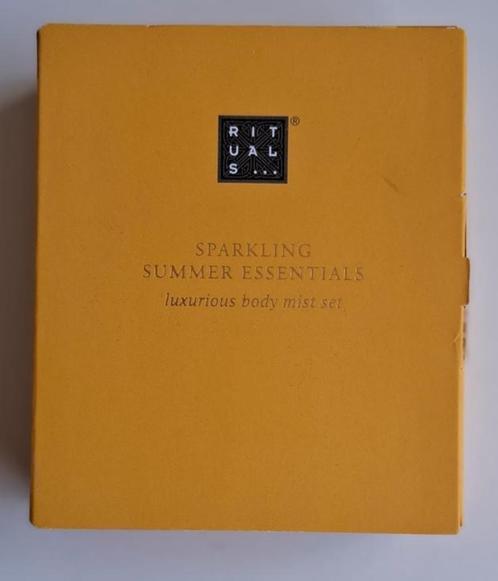 RIT
UAL
S...
®
SPARKLING
SUMMER ESSENTIALS
luxurious body mist set